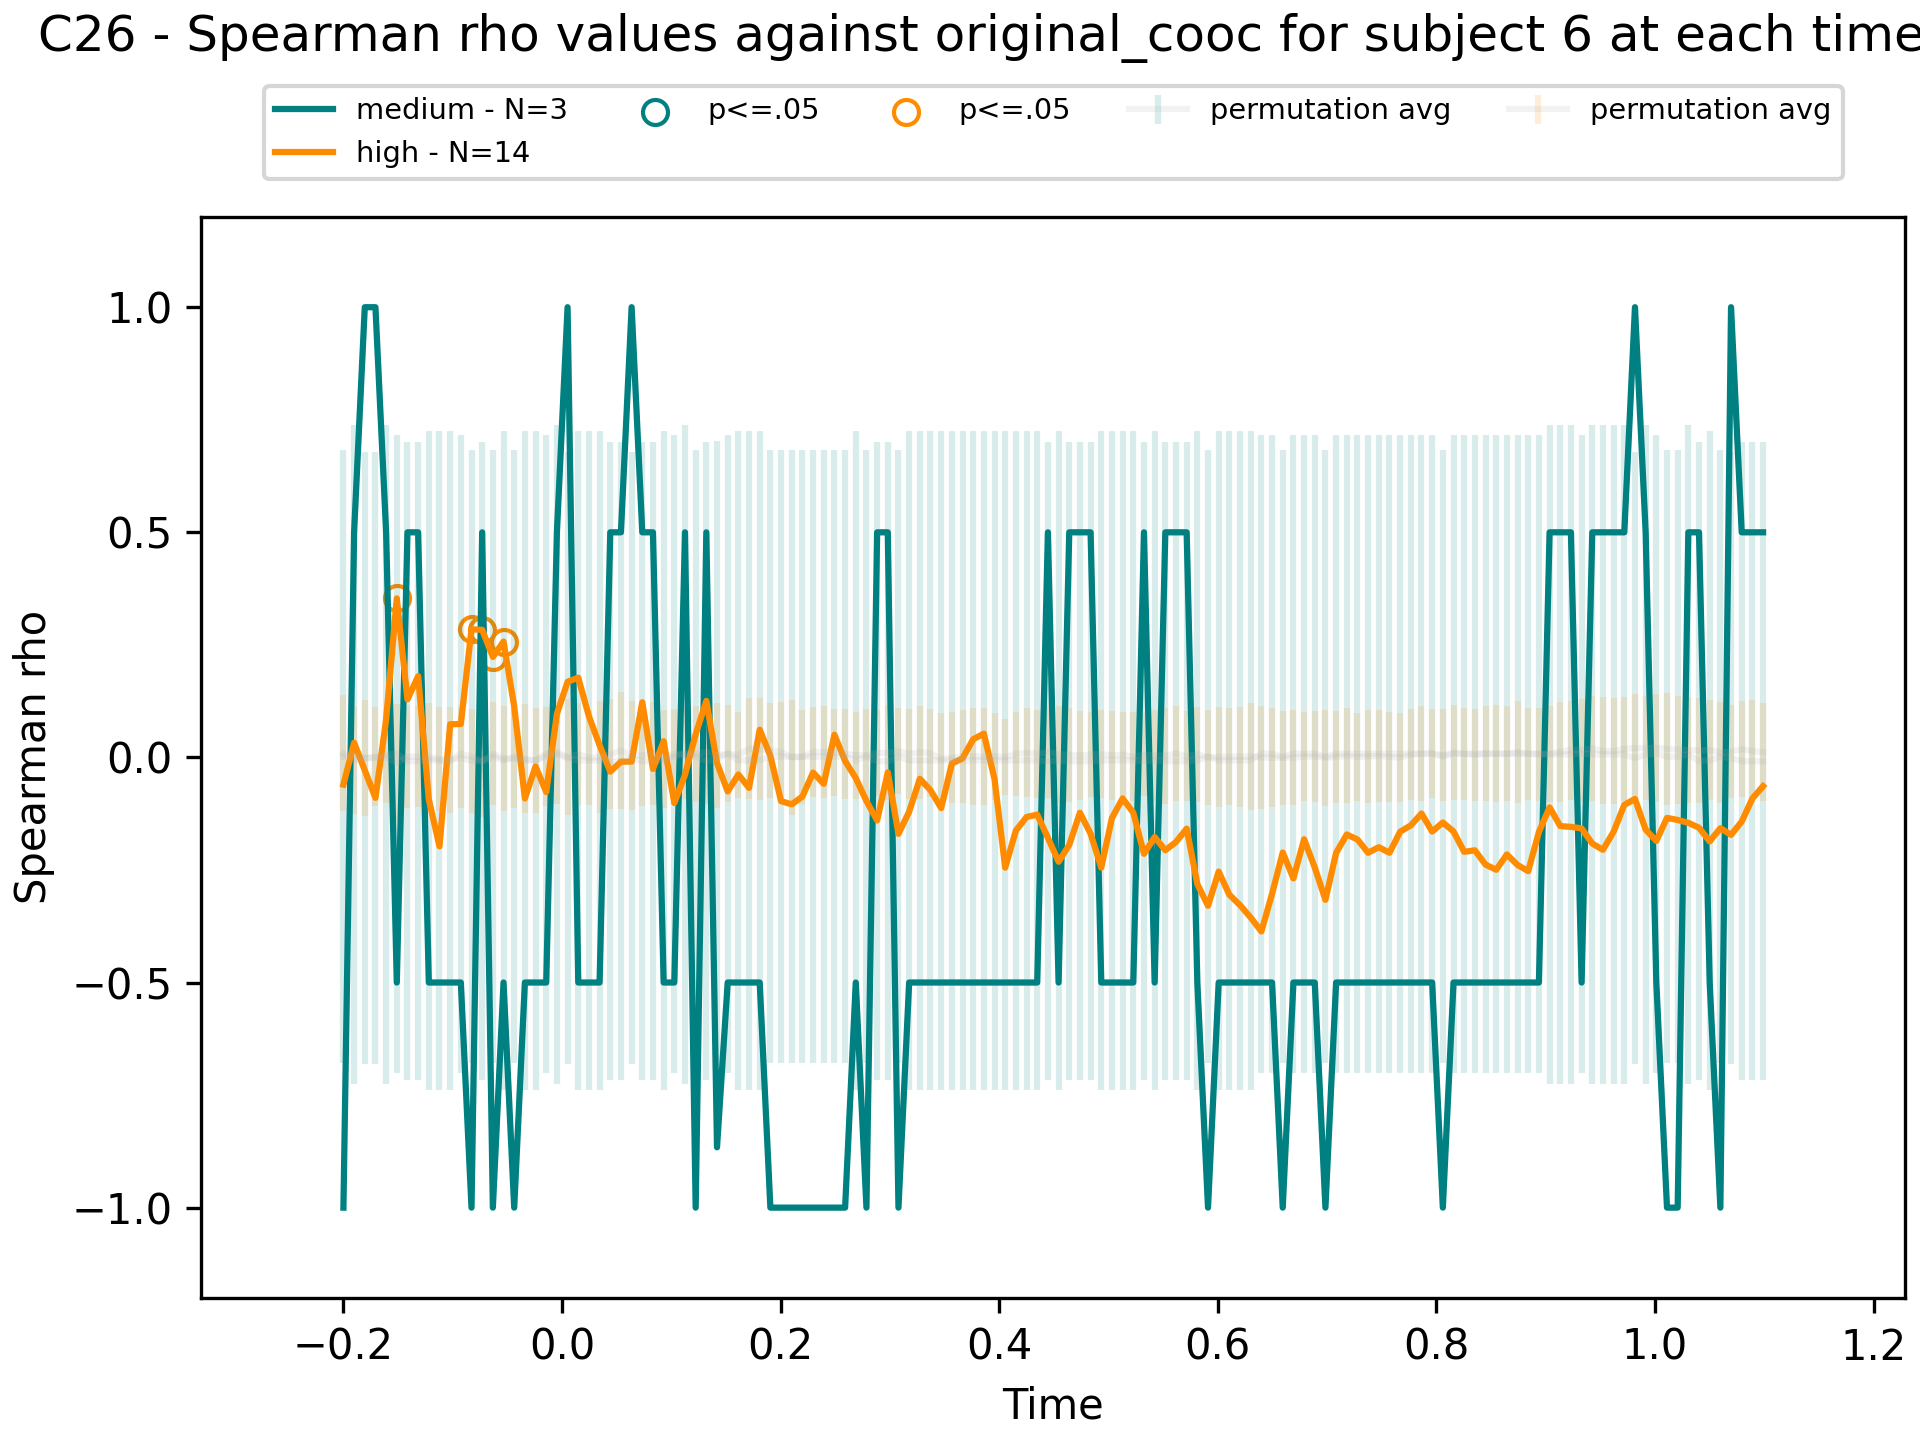 C26 - Spearman rho values against original_cooc for subject 6 at each time
medium - N=3
high - N=14
p<=.05
p<=.05
permutation avg
permutation avg
Spearman rho
1.0
0.5
0.0
−0.5
−1.0
−0.2
0.0
0.2
0.4
0.6
0.8
1.0
1.2
Time